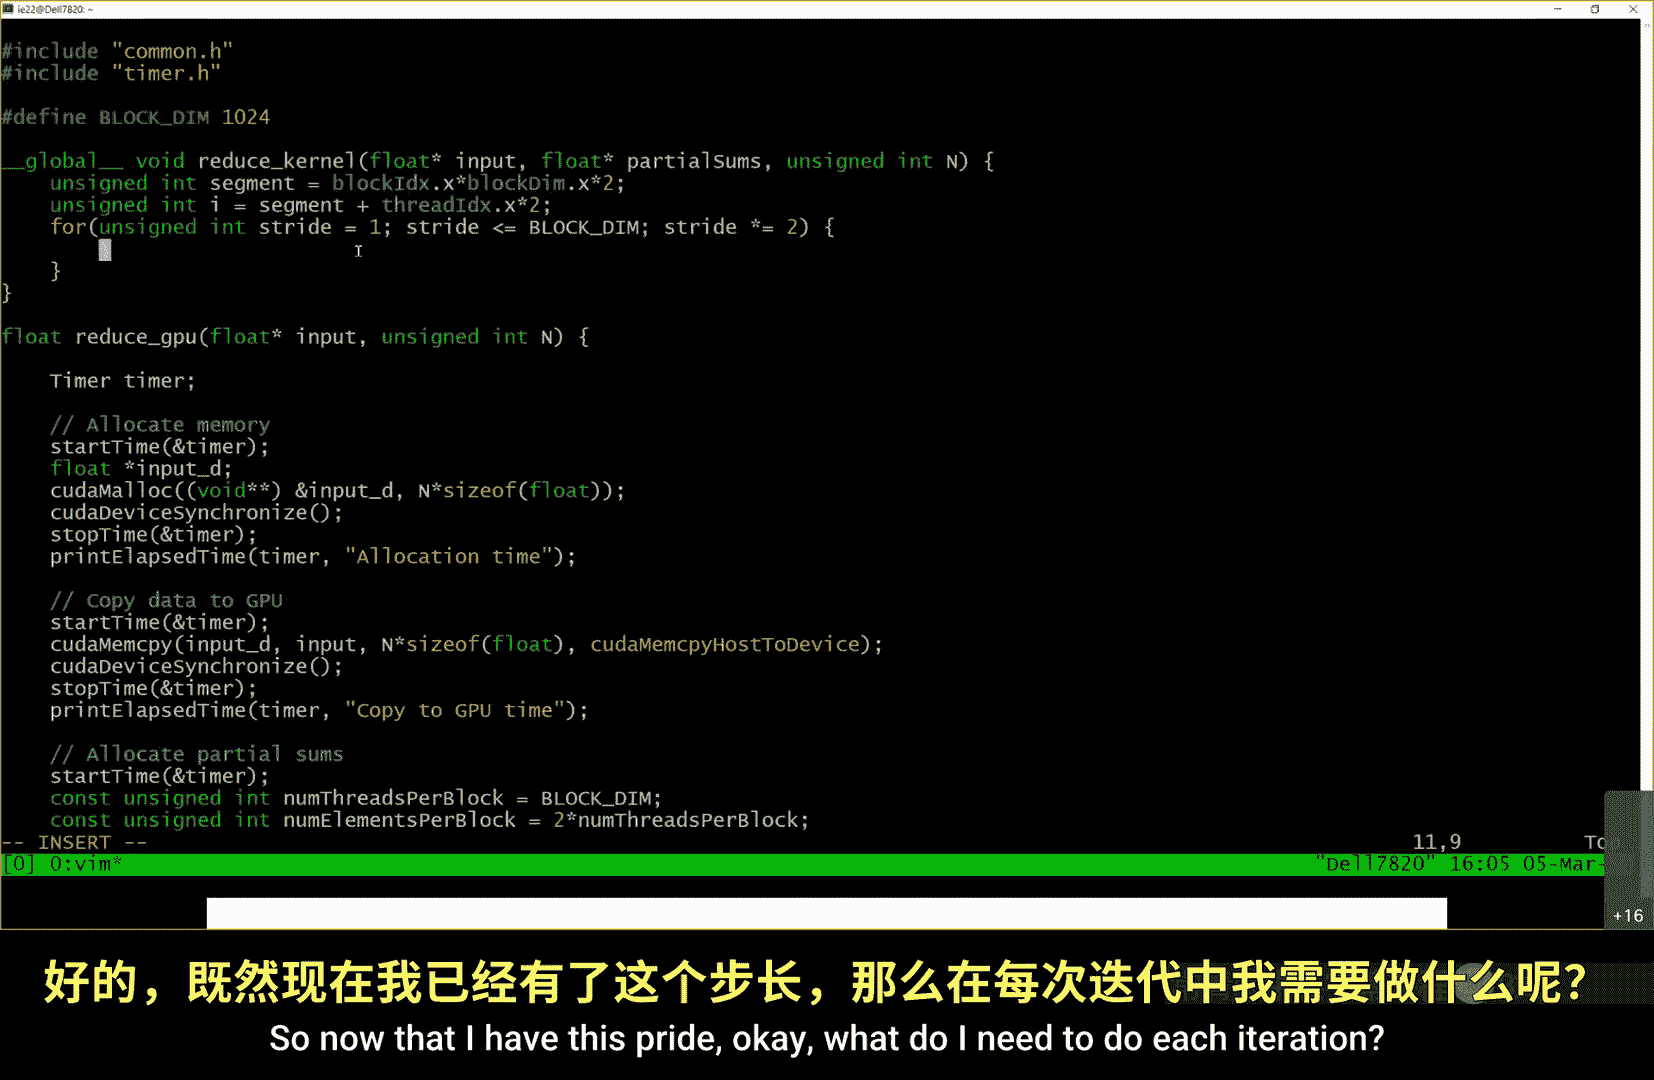 ie22@Dell7820: ~
#include "common.h"
#include "timer.h"
#define BLOCK_DIM 1024
__global__ void reduce_kernel(float* input, float* partialSums, unsigned int N) {
    unsigned int segment = blockIdx.x*blockDim.x*2;
    unsigned int i = segment + threadIdx.x*2;
    for(unsigned int stride = 1; stride <= BLOCK_DIM; stride *= 2) {
    }
}
float reduce_gpu(float* input, unsigned int N) {
    Timer timer;
    // Allocate memory
    startTime(&timer);
    float *input_d;
    cudaMalloc((void**) &input_d, N*sizeof(float));
    cudaDeviceSynchronize();
    stopTime(&timer);
    printElapsedTime(timer, "Allocation time");
    // Copy data to GPU
    startTime(&timer);
    cudaMemcpy(input_d, input, N*sizeof(float), cudaMemcpyHostToDevice);
    cudaDeviceSynchronize();
    stopTime(&timer);
    printElapsedTime(timer, "Copy to GPU time");
    // Allocate partial sums
    startTime(&timer);
    const unsigned int numThreadsPerBlock = BLOCK_DIM;
    const unsigned int numElementsPerBlock = 2*numThreadsPerBlock;
-- INSERT -- 11,9 To
[0] 0:vim* "Dell7820" 16:05 05-Mar-
+16
好的，既然现在我已经有了这个步长，那么在每次迭代中我需要做什么呢？
So now that I have this pride, okay, what do I need to do each iteration?